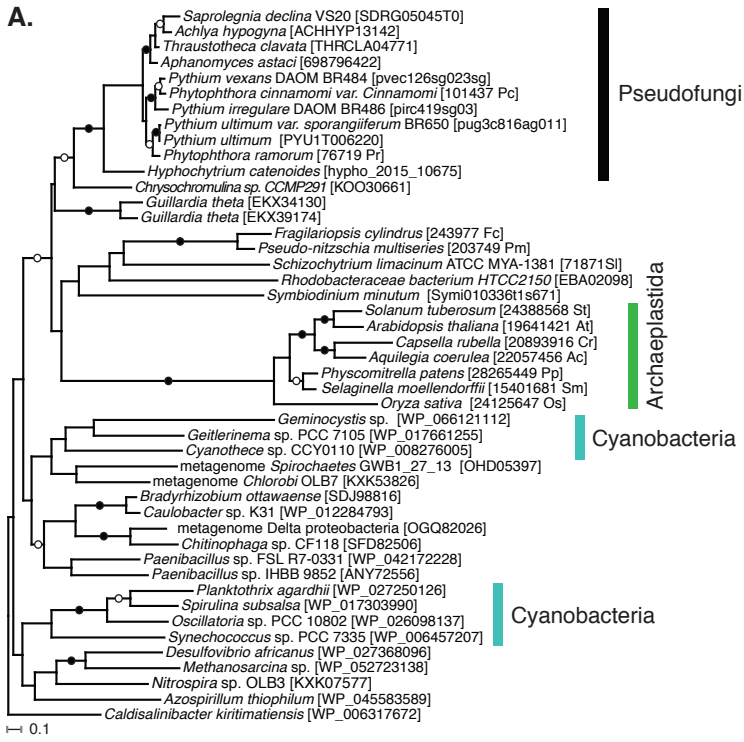 A.
Saprolegnia declina VS20 [SDRG05045T0]
Achlya hypogyna [ACHHYP13142]
Thraustotheca clavata [THRCLA04771]
Aphanomyces astaci [698796422]
Pythium vexans DAOM BR484 [pvec126sg023sg]
Phytophthora cinnamomi var. Cinnamomi [101437 Pc]
Pythium irregulare DAOM BR486 [pirc419sg03]
Pythium ultimum var. sporangiiferum BR650 [pug3c816ag011]
Pythium ultimum [PYU1T006220]
Phytophthora ramorum [76719 Pr]
Hyphochytrium catenoides [hypho_2015_10675]
Pseudofungi
Chrysochromulina sp. CCMP291 [KOO30661]
Guillardia theta [EKX34130]
Guillardia theta [EKX39174]
Fragilariopsis cylindrus [243977 Fc]
Pseudo-nitzschia multiseries [203749 Pm]
Schizochytrium limacinum ATCC MYA-1381 [71871Sl]
Rhodobacteraceae bacterium HTCC2150 [EBA02098]
Symbiodinium minutum [Symi010336t1s671]
Solanum tuberosum [24388568 St]
Arabidopsis thaliana [19641421 At]
Capsella rubella [20893916 Cr]
Aquilegia coerulea [22057456 Ac]
Physcomitrella patens [28265449 Pp]
Selaginella moellendorffii [15401681 Sm]
Oryza sativa [24125647 Os]
Archaeplastida
Geminocystis sp. [WP_066121112]
Geitlerinema sp. PCC 7105 [WP_017661255]
Cyanothece sp. CCY0110 [WP_008276005]
Cyanobacteria
metagenome Spirochaetes GWB1_27_13 [OHD05397]
metagenome Chlorobi OLB7 [KXK53826]
Bradyrhizobium ottawaense [SDJ98816]
Caulobacter sp. K31 [WP_012284793]
metagenome Delta proteobacteria [OGQ82026]
Chitinophaga sp. CF118 [SFD82506]
Paenibacillus sp. FSL R7-0331 [WP_042172228]
Paenibacillus sp. IHBB 9852 [ANY72556]
Planktothrix agardhii [WP_027250126]
Spirulina subsalsa [WP_017303990]
Oscillatoria sp. PCC 10802 [WP_026098137]
Synechococcus sp. PCC 7335 [WP_006457207]
Cyanobacteria
Desulfovibrio africanus [WP_027368096]
Methanosarcina sp. [WP_052723138]
Nitrospira sp. OLB3 [KXK07577]
Azospirillum thiophilum [WP_045583589]
Caldisalinibacter kiritimatiensis [WP_006317672]
0.1